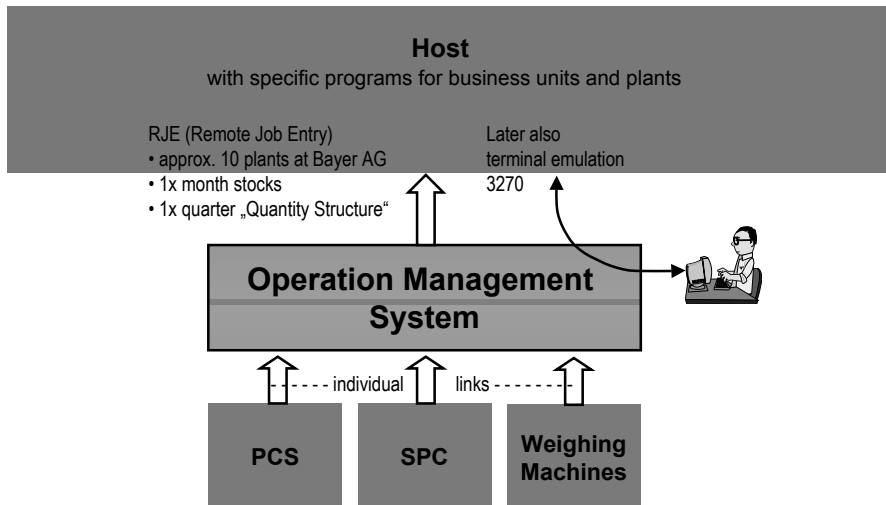 Host
with specific programs for business units and plants
RJE (Remote Job Entry)
• approx. 10 plants at Bayer AG
• 1x month stocks
• 1x quarter „Quantity Structure“
Later also
terminal emulation
3270
Operation Management
System
individual links
PCS
SPC
Weighing
Machines